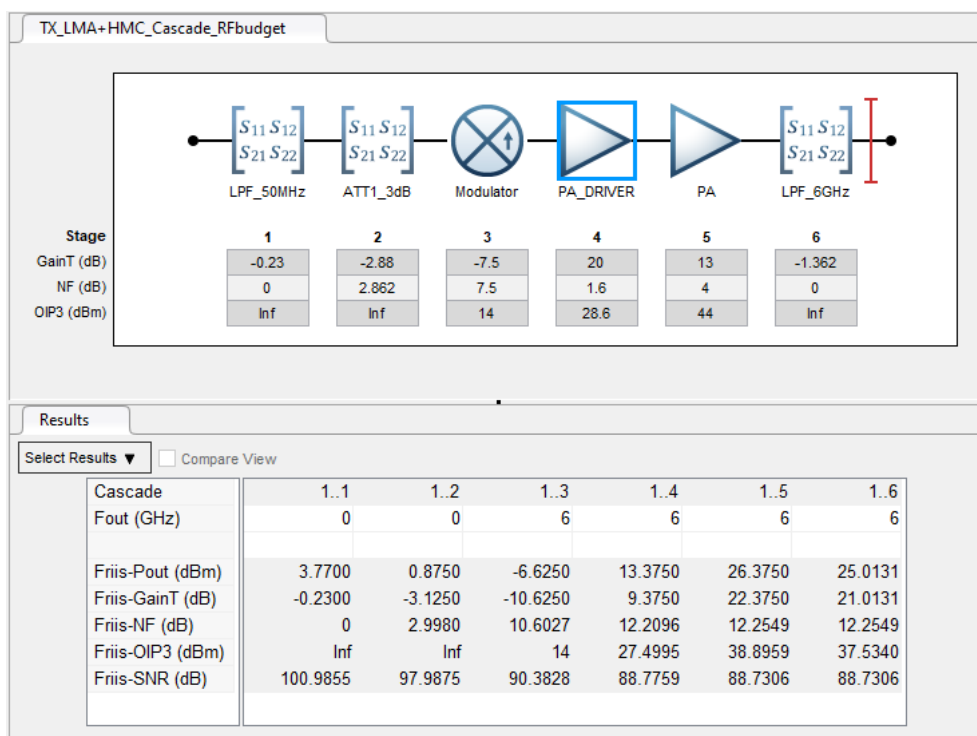 TX_LMA+HMC_Cascade_RFbudget
S11 S12 S11 S12 S11 S12
S21 S22 S21 S22 S21 S22
LPF_50MHz ATT1_3dB Modulator PA_DRIVER PA LPF_6GHz
Stage 1 2 3 4 5 6
GainT (dB) -0.23 -2.88 -7.5 20 13 -1.362
NF (dB) 0 2.862 7.5 1.6 4 0
OIP3 (dBm) Inf Inf 14 28.6 44 Inf
Results
Select Results ▼ Compare View
Cascade 1..1 1..2 1..3 1..4 1..5 1..6
Fout (GHz) 0 0 6 6 6 6
Friis-Pout (dBm) 3.7700 0.8750 -6.6250 13.3750 26.3750 25.0131
Friis-GainT (dB) -0.2300 -3.1250 -10.6250 9.3750 22.3750 21.0131
Friis-NF (dB) 0 2.9980 10.6027 12.2096 12.2549 12.2549
Friis-OIP3 (dBm) Inf Inf 14 27.4995 38.8959 37.5340
Friis-SNR (dB) 100.9855 97.9875 90.3828 88.7759 88.7306 88.7306